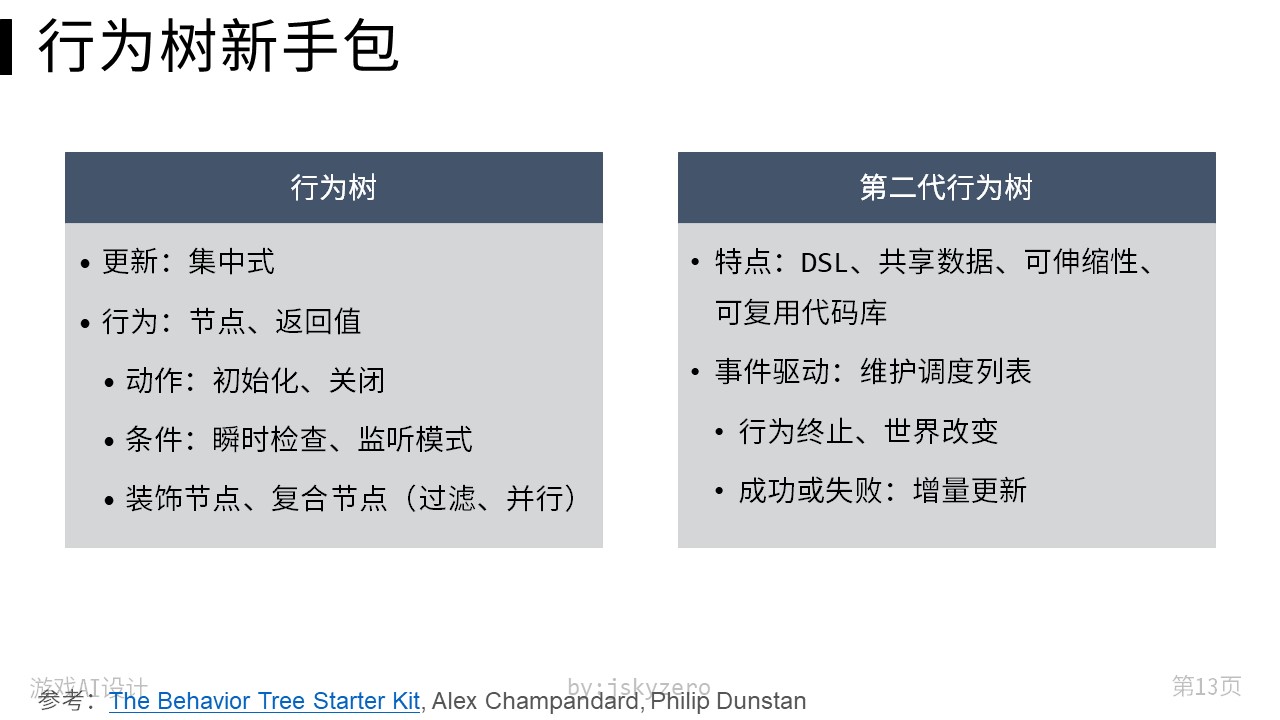 行为树新手包
行为树
• 更新：集中式
• 行为：节点、返回值
• 动作：初始化、关闭
• 条件：瞬时检查、监听模式
• 装饰节点、复合节点（过滤、并行）
第二代行为树
• 特点：DSL、共享数据、可伸缩性、
可复用代码库
• 事件驱动：维护调度列表
• 行为终止、世界改变
• 成功或失败：增量更新
游戏AI设计
by:jskyzero
第13页
参考：The Behavior Tree Starter Kit, Alex Champandard, Philip Dunstan